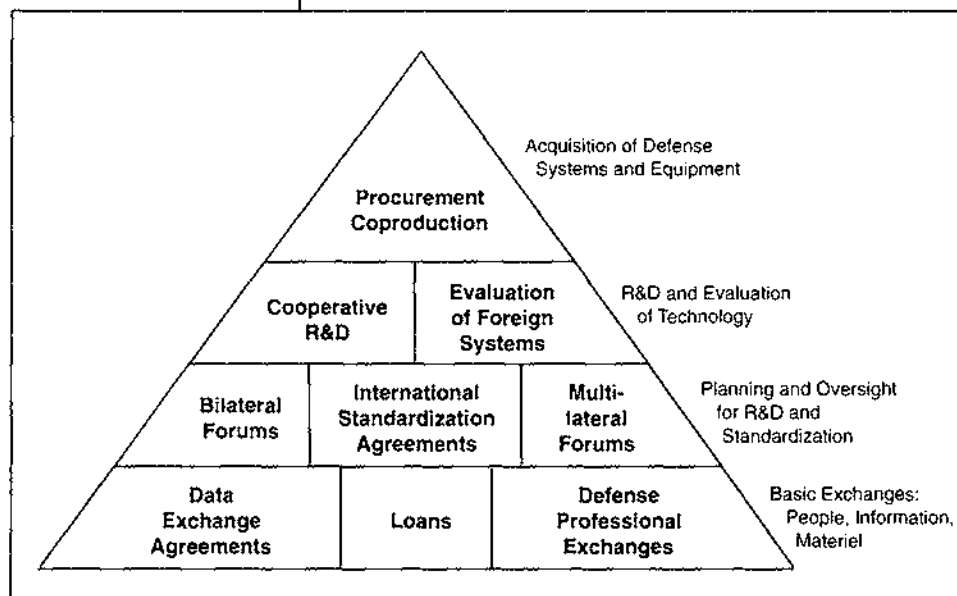 Acquisition of Defense
Systems and Equipment
Procurement
Coproduction
Cooperative
R&D
Evaluation
of Foreign
Systems
R&D and Evaluation
of Technology
Bilateral
Forums
International
Standardization
Agreements
Multi-
lateral
Forums
Planning and Oversight
for R&D and
Standardization
Data
Exchange
Agreements
Loans
Defense
Professional
Exchanges
Basic Exchanges:
People, Information,
Materiel